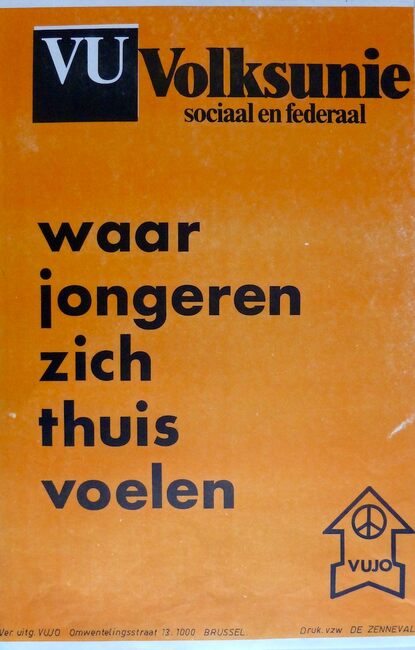 VU Volksunie
sociaal en federaal
waar
jongeren
zich
thuis
voelen
VUJO
Ver. uitg. VUJO Omwentelingsstraat 13. 1000 BRUSSEL. Druk. vzw DE ZENNEVAL